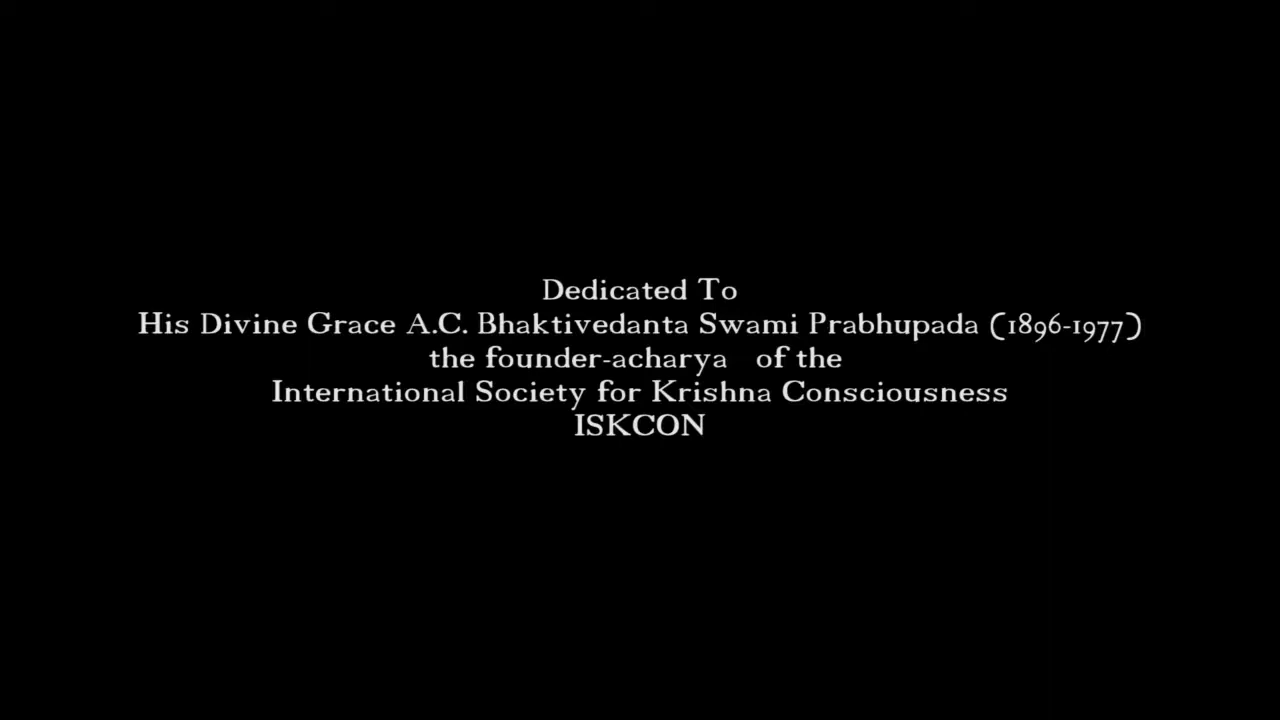 Dedicated To
His Divine Grace A.C. Bhaktivedanta Swami Prabhupada (1896-1977)
the founder-acharya of the
International Society for Krishna Consciousness
ISKCON